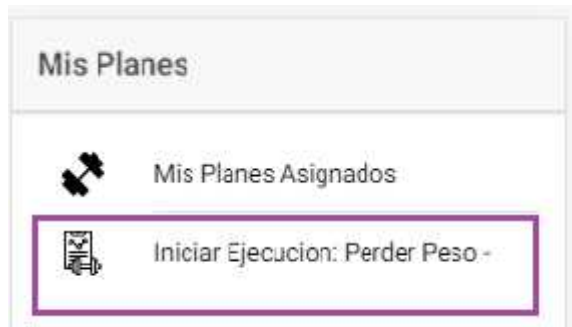 Mis Planes
Mis Planes Asignados
Iniciar Ejecucion: Perder Peso -